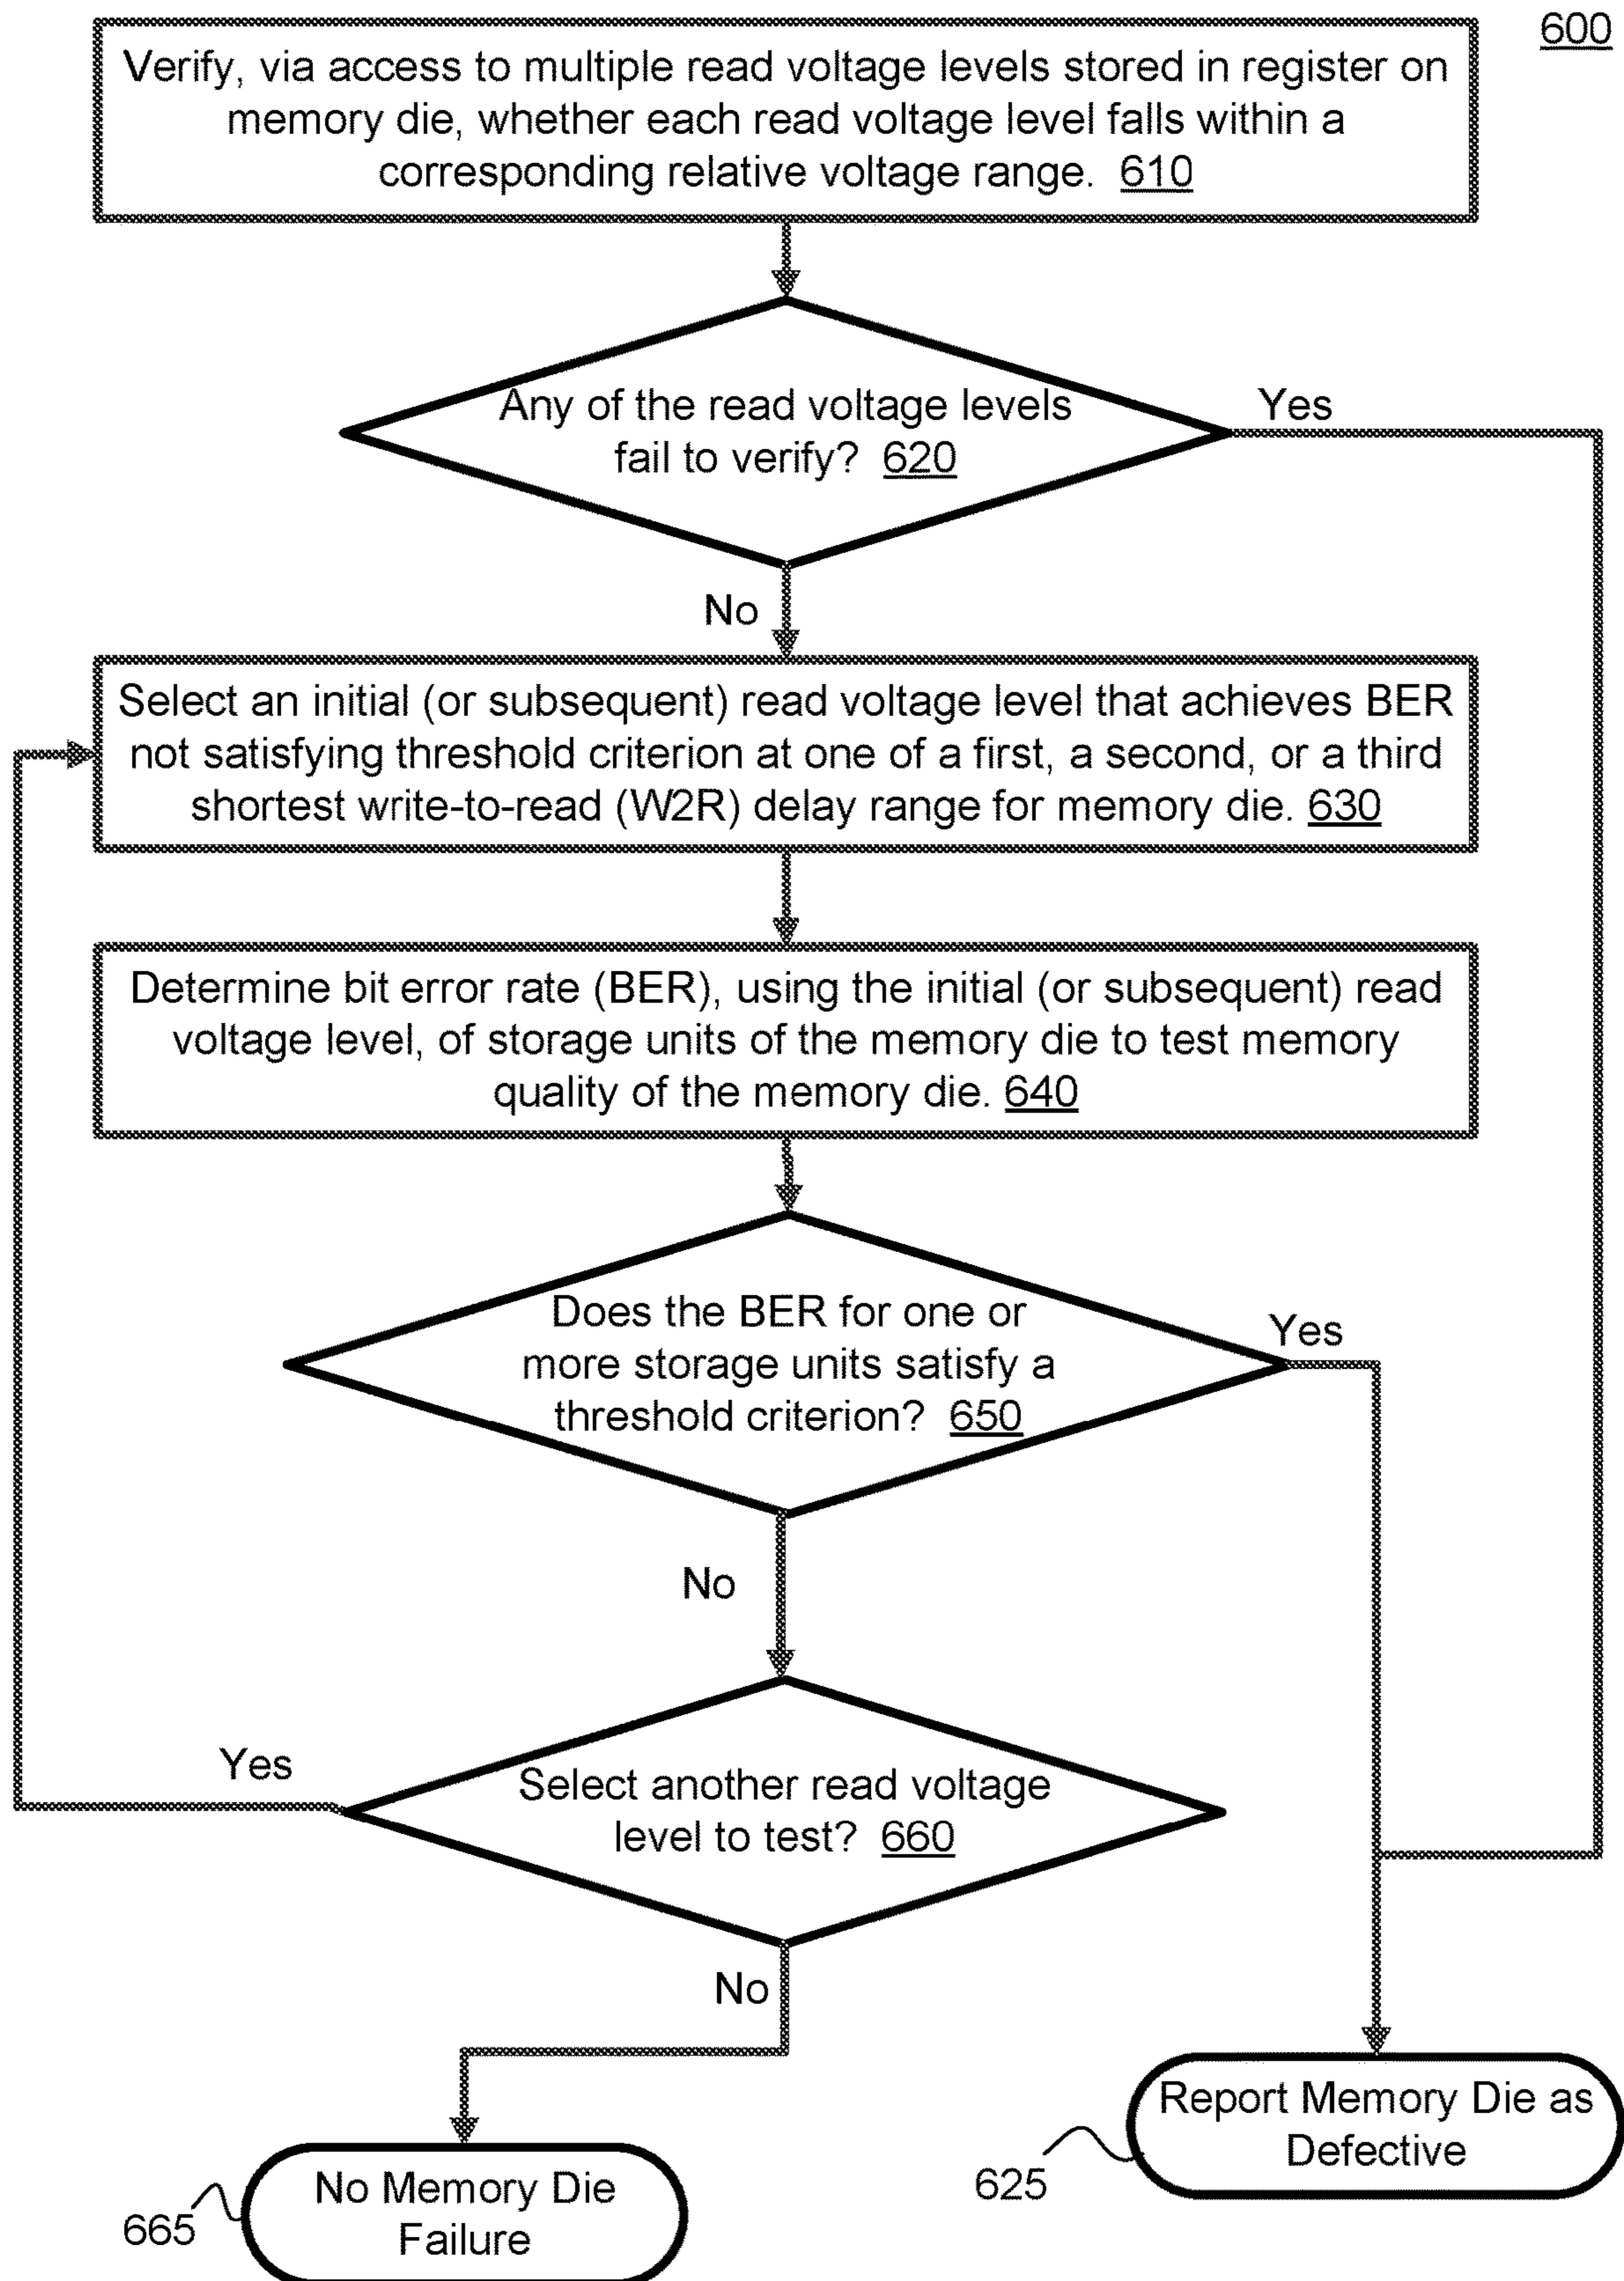 600
Verify, via access to multiple read voltage levels stored in register on
memory die, whether each read voltage level falls within a
corresponding relative voltage range. 610
Any of the read voltage levels
fail to verify? 620
Yes
No
Select an initial (or subsequent) read voltage level that achieves BER
not satisfying threshold criterion at one of a first, a second, or a third
shortest write-to-read (W2R) delay range for memory die. 630
Determine bit error rate (BER), using the initial (or subsequent) read
voltage level, of storage units of the memory die to test memory
quality of the memory die. 640
Does the BER for one or
more storage units satisfy a
threshold criterion? 650
Yes
No
Select another read voltage
level to test? 660
Yes
No
Report Memory Die as
Defective
625
No Memory Die
Failure
665